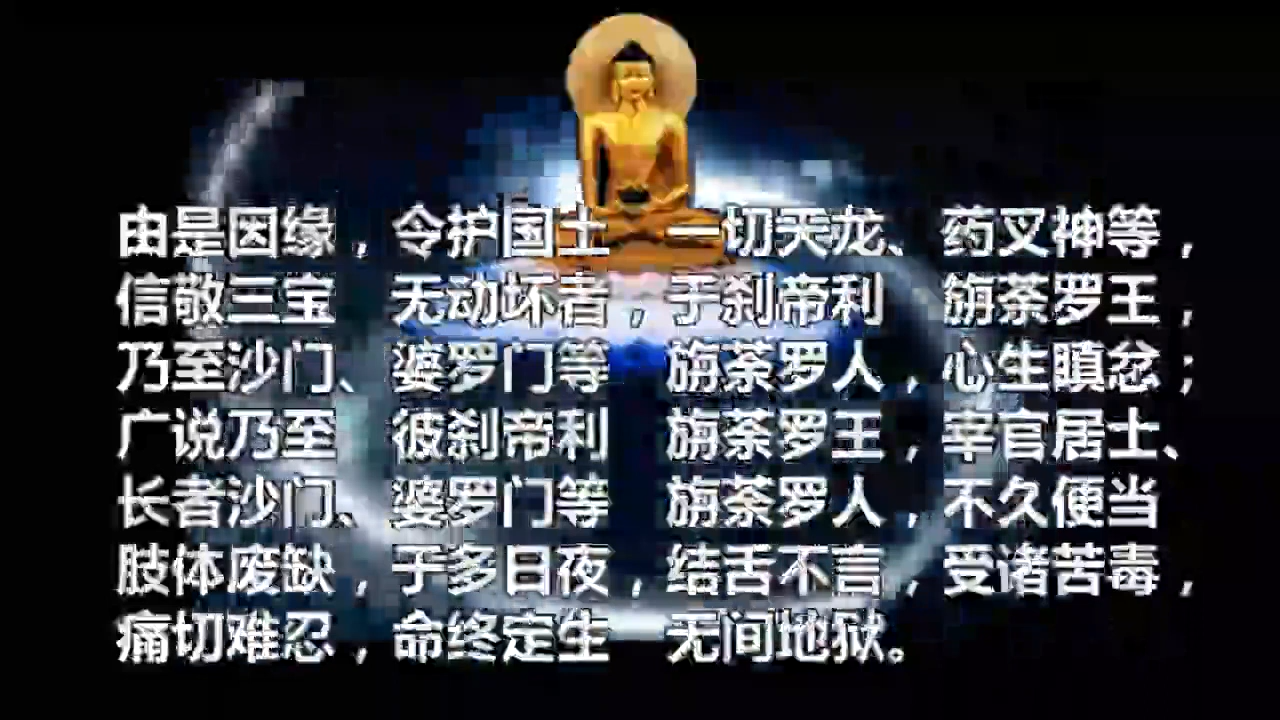 由是因缘，令护国土 一切天龙、药叉神等，
信敬三宝 无动坏者，于刹帝利 旃荼罗王，
乃至沙门、婆罗门等 旃荼罗人，心生瞋忿；
广说乃至 彼刹帝利 旃荼罗王，宰官居士、
长者沙门、婆罗门等 旃荼罗人，不久便当
肢体废缺，于多日夜，结舌不言，受诸苦毒，
痛切难忍，命终定生 无间地狱。